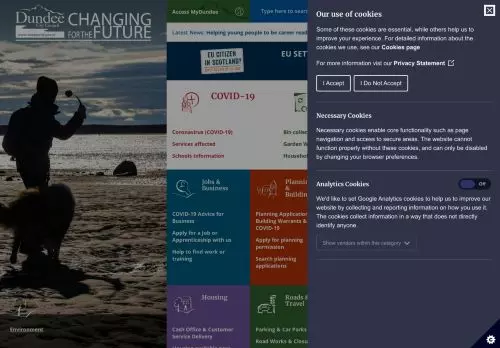 Dundee
City Council
CHANGING
FOR THE
FUTURE
Environment
Access MyDundee
Type here to sear
Latest News: Helping young people to be career read
EU CITIZEN
IN SCOTLAND?
EU SET
COVID-19
Coronavirus (COVID-19)
Services affected
Schools information
Bin collec
Garden W
Household
Jobs &
Business
COVID-19 Advice for
Business
Apply for a job or
Apprenticeship with us
Help to find work or
training
Plannin
&
Buildin
Planning Application
Building Warrants &
COVID-19
Apply for planning
permission
Search planning
applications
Housing
Cash Office & Customer
Service Delivery
Roads &
Travel
Parking & Car Parks
Road Works & Closu
Our use of cookies
Some of these cookies are essential, while others help us to
improve your experience. For detailed information about the
cookies we use, see our Cookies page
For more information vist our Privacy Statement
I Accept
I Do Not Accept
Necessary Cookies
Necessary cookies enable core functionality such as page
navigation and access to secure areas. The website cannot
function properly without these cookies, and can only be disabled
by changing your browser preferences.
Analytics Cookies
Off
We'd like to set Google Analytics cookies to help us to improve our
website by collecting and reporting information on how you use it.
The cookies collect information in a way that does not directly
identify anyone.
Show vendors within this category